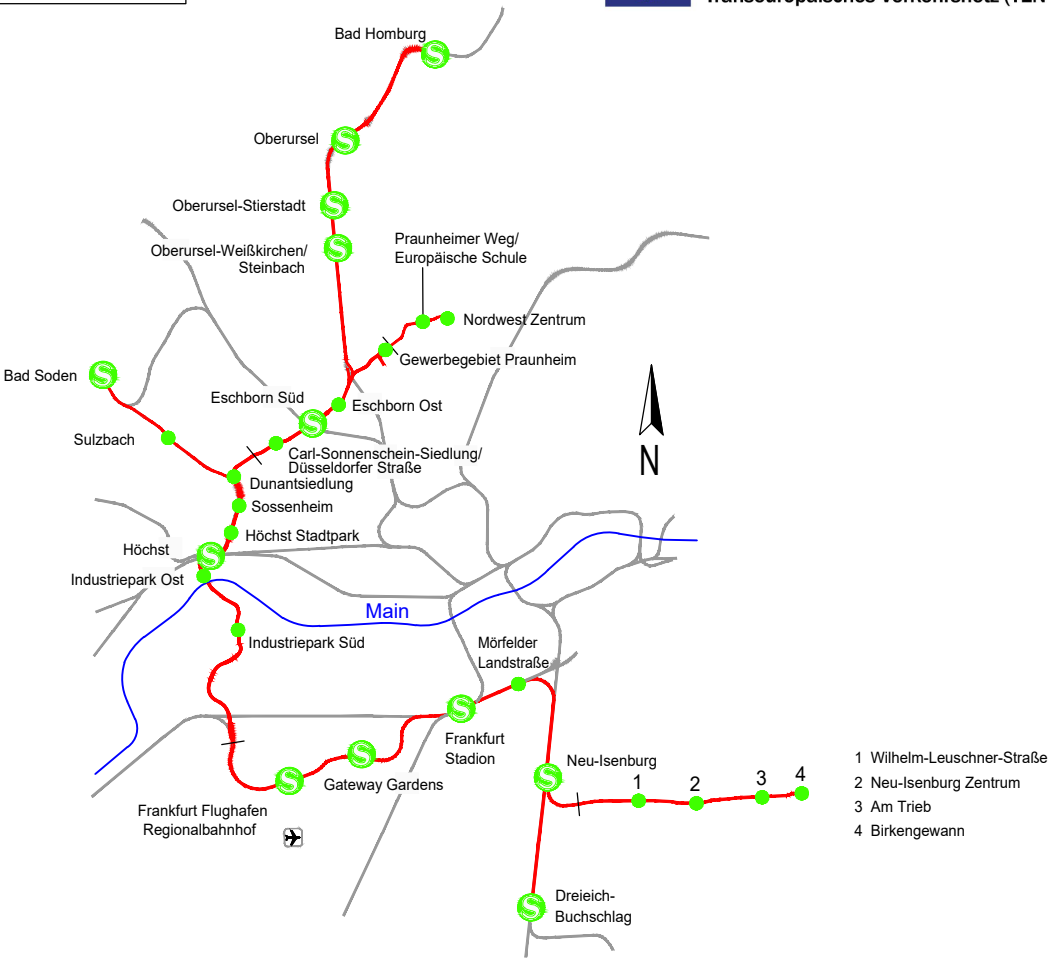 Transeuropäisches Verkehrsnetz (TEN
Bad Homburg
Oberursel
Oberursel-Stierstadt
Oberursel-Weißkirchen/
Steinbach
Praunheimer Weg/
Europäische Schule
Nordwest Zentrum
Gewerbegebiet Praunheim
Bad Soden
Eschborn Süd
Eschborn Ost
Sulzbach
Carl-Sonnenschein-Siedlung/
Düsseldorfer Straße
Dunantsiedlung
Sossenheim
Höchst Stadtpark
Höchst
Industriepark Ost
N
Main
Industriepark Süd
Mörfelder
Landstraße
Frankfurt
Stadion
Gateway Gardens
Frankfurt Flughafen
Regionalbahnhof
Neu-Isenburg
1
2
3
4
1 Wilhelm-Leuschner-Straße
2 Neu-Isenburg Zentrum
3 Am Trieb
4 Birkengewann
Dreieich-
Buchschlag